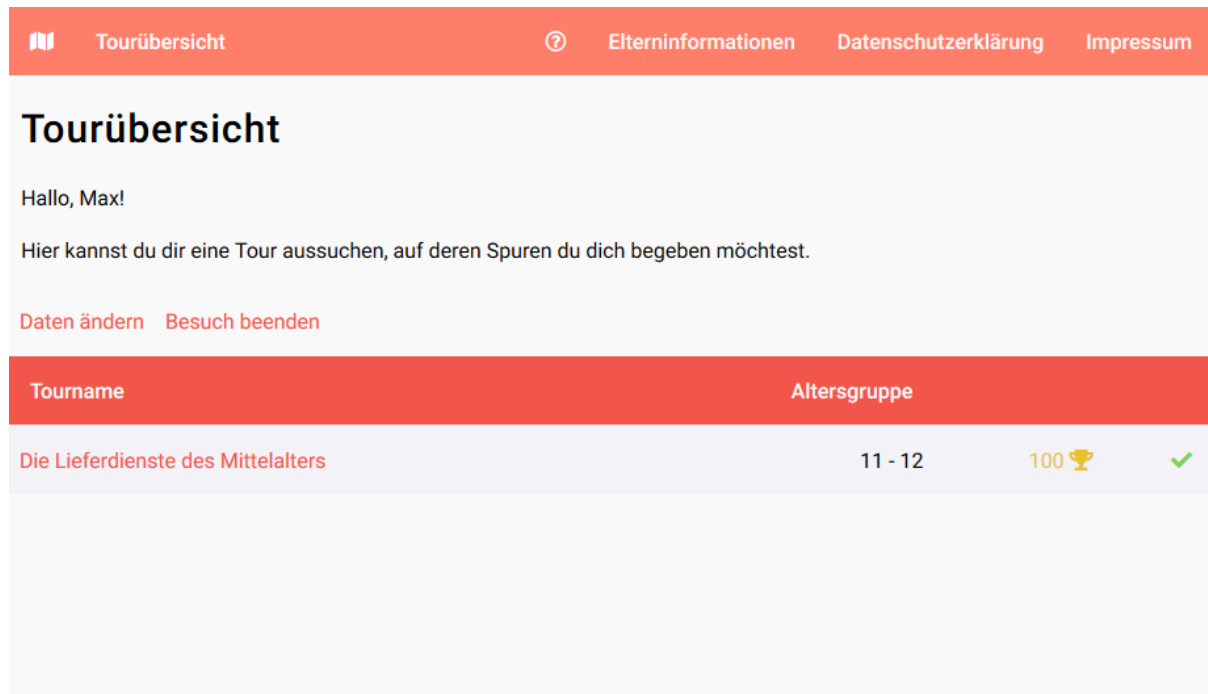 Tourübersicht Elterninformationen Datenschutzerklärung Impressum
Tourübersicht
Hallo, Max!
Hier kannst du dir eine Tour aussuchen, auf deren Spuren du dich begeben möchtest.
Daten ändern Besuch beenden
Tourname Altersgruppe
Die Lieferdienste des Mittelalters 11 - 12 100